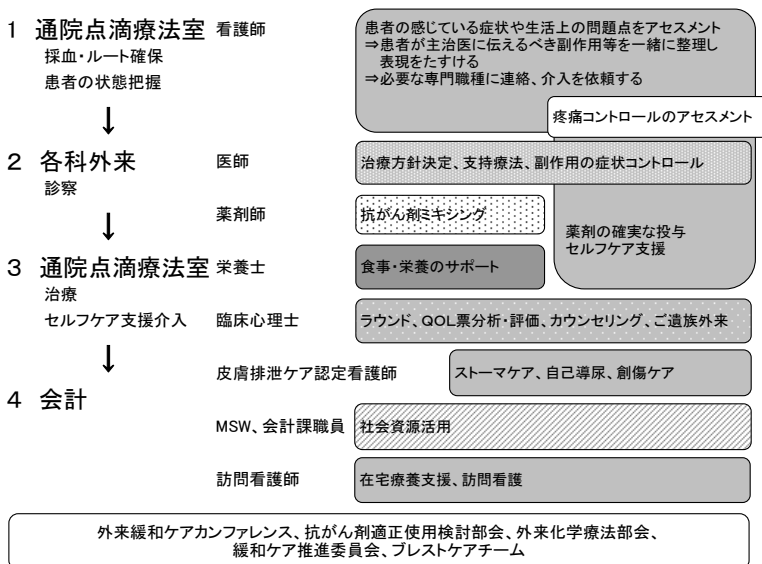 1 通院点滴療法室 看護師
採血・ルート確保
患者の状態把握
患者の感じている症状や生活上の問題点をアセスメント
⇒患者が主治医に伝えるべき副作用等を一緒に整理し
表現をたすける
⇒必要な専門職種に連絡、介入を依頼する
疼痛コントロールのアセスメント
↓
2 各科外来 医師 治療方針決定、支持療法、副作用の症状コントロール
診察
薬剤師 抗がん剤ミキシング
薬剤の確実な投与
セルフケア支援
↓
3 通院点滴療法室 栄養士 食事・栄養のサポート
治療
セルフケア支援介入 臨床心理士 ラウンド、QOL票分析・評価、カウンセリング、ご遺族外来
↓
皮膚排泄ケア認定看護師 ストーマケア、自己導尿、創傷ケア
4 会計
MSW、会計課職員 社会資源活用
訪問看護師 在宅療養支援、訪問看護
外来緩和ケアカンファレンス、抗がん剤適正使用検討部会、外来化学療法部会、
緩和ケア推進委員会、ブレストケアチーム